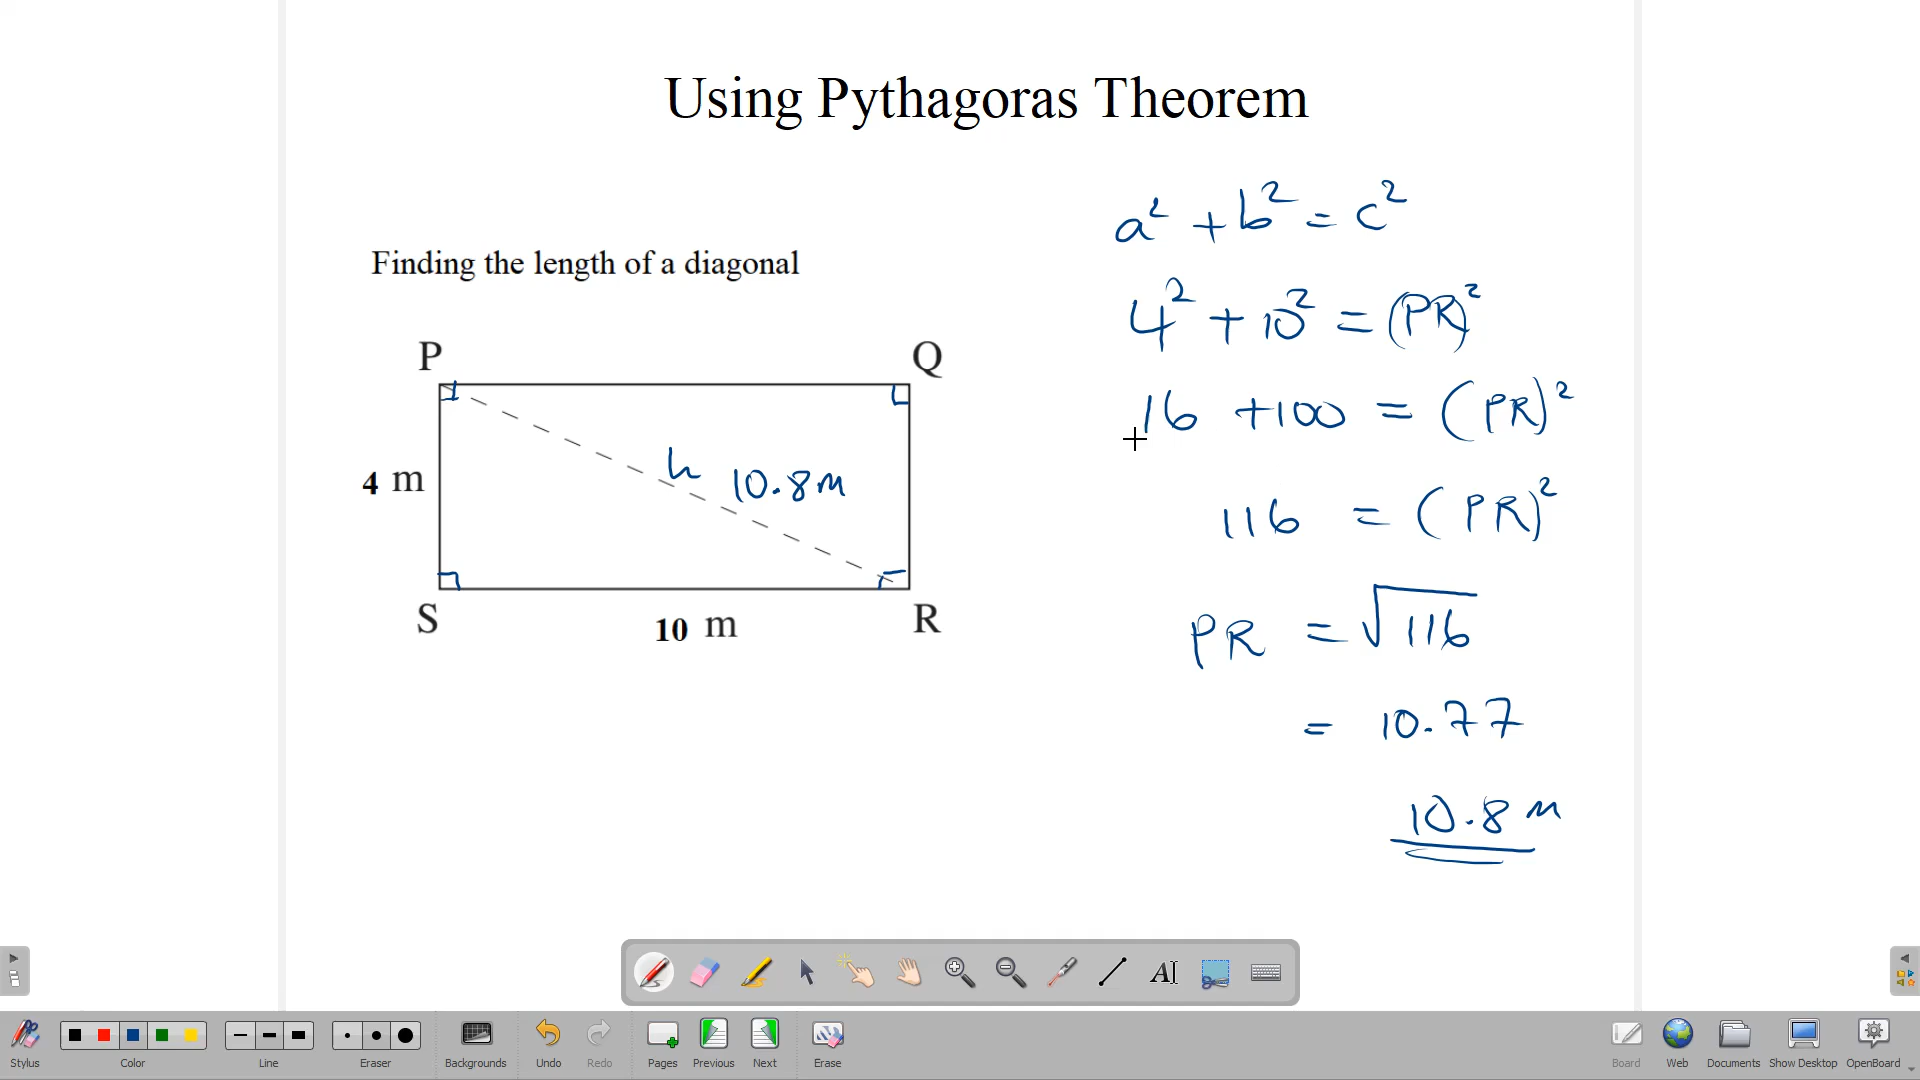 Using Pythagoras Theorem
Finding the length of a diagonal
P
Q
4 m
h
10.8 m
S
10 m
R
a² + b² = c²
4² + 10² = (PR)²
16 + 100 = (PR)²
116 = (PR)²
PR = √116
= 10.77
10.8 m
Stylus
Color
Line
Eraser
Backgrounds
Undo
Redo
Pages
Previous
Next
Erase
Board
Web
Documents
Show Desktop
OpenBoard
AI